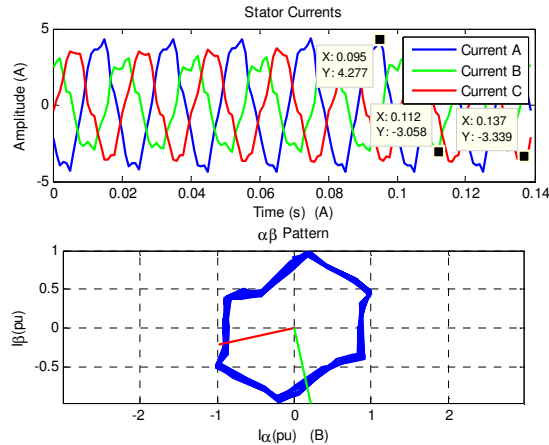 Stator Currents
Amplitude (A)
5
0
-5
X: 0.095
Y: 4.277
X: 0.112
Y: -3.058
X: 0.137
Y: -3.339
Current A
Current B
Current C
0 0.02 0.04 0.06 0.08 0.1 0.12 0.14
Time (s) (A)
αβ Pattern
Iβ(pu)
1
0.5
0
-0.5
-2 -1 0 1 2
Iα(pu) (B)